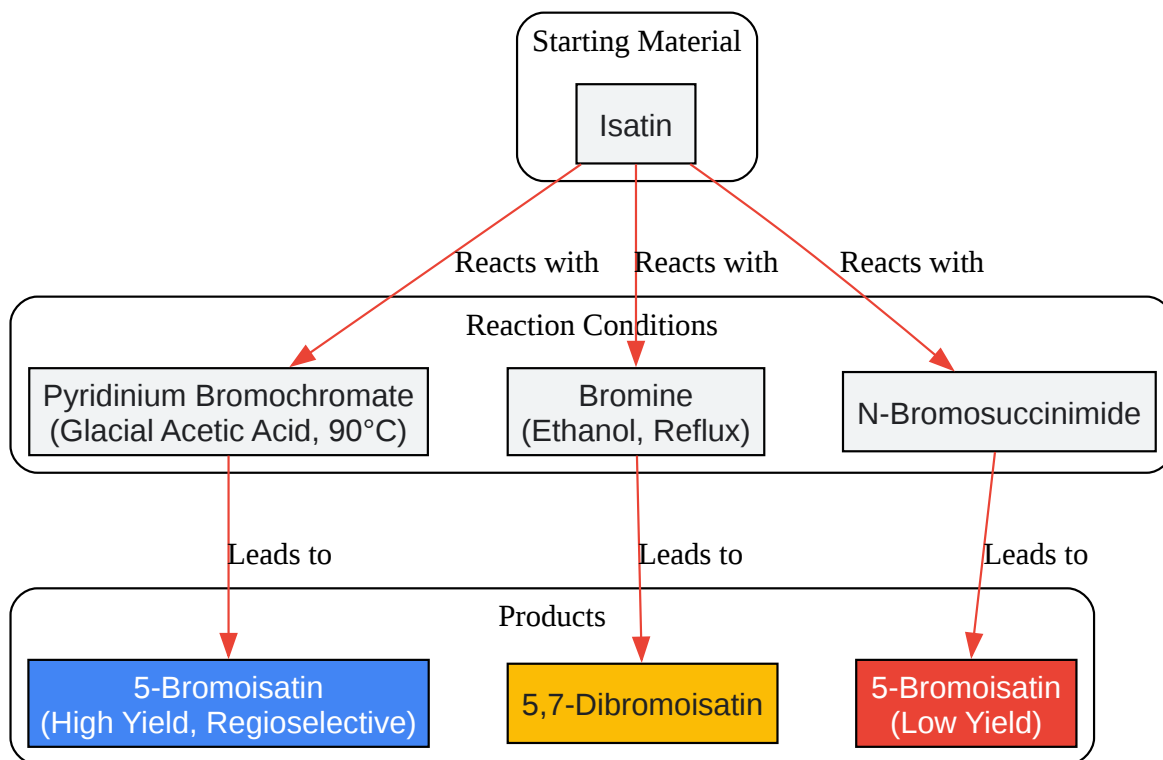 Starting Material
Isatin
Reacts with
Reacts with
Reacts with
Reaction Conditions
Pyridinium Bromochromate
(Glacial Acetic Acid, 90°C)
Bromine
(Ethanol, Reflux)
N-Bromosuccinimide
Leads to
Leads to
Leads to
Products
5-Bromoisatin
(High Yield, Regioselective)
5,7-Dibromoisatin
5-Bromoisatin
(Low Yield)